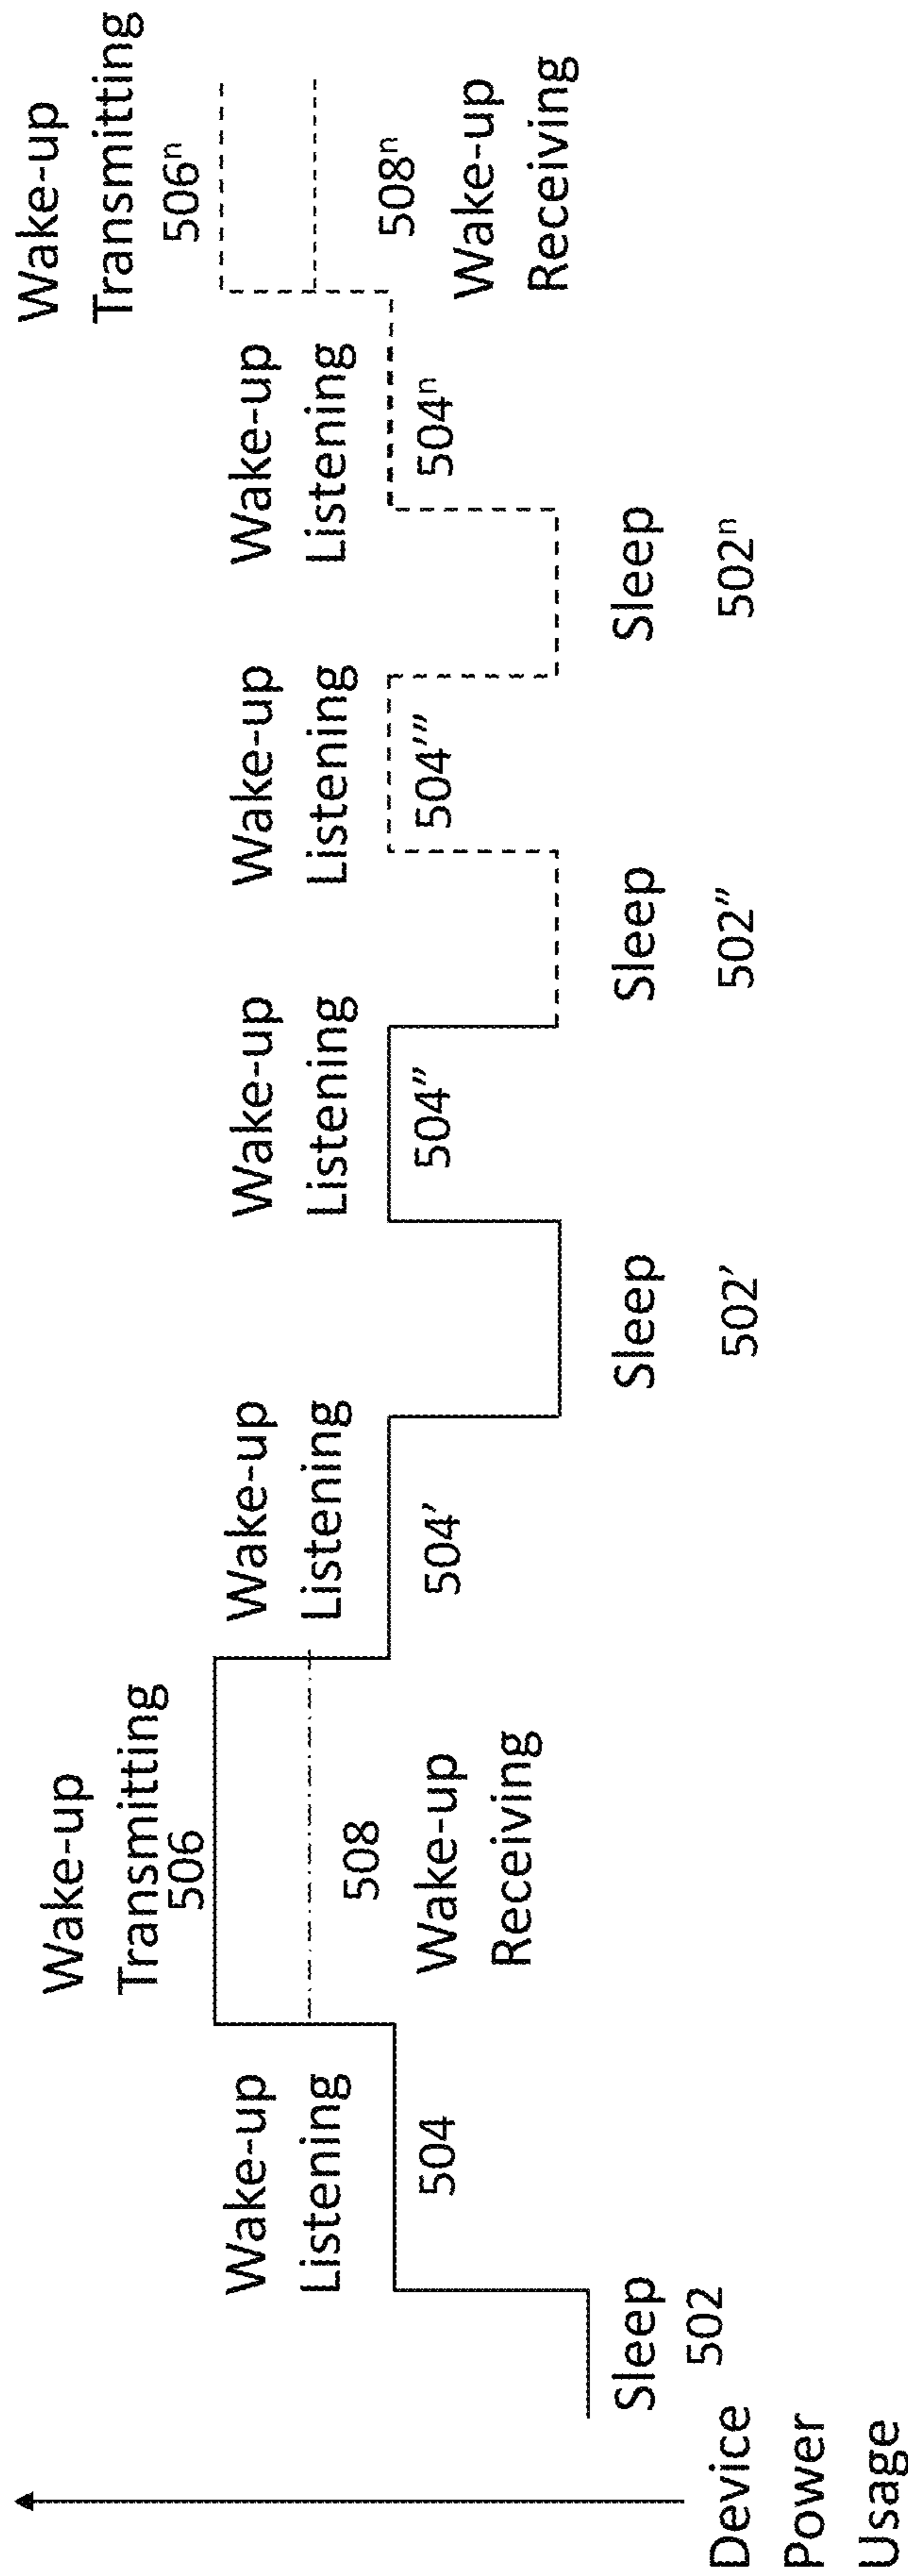 Device
Power
Usage
Sleep
502
Wake-up
Listening
504
Wake-up
Transmitting
506
508
Wake-up
Receiving
Wake-up
Listening
504′
Sleep
502′
Wake-up
Listening
504″
Sleep
502″
Wake-up
Listening
504‴
Sleep
502ⁿ
Wake-up
Listening
504ⁿ
Wake-up
Transmitting
506ⁿ
508ⁿ
Wake-up
Receiving